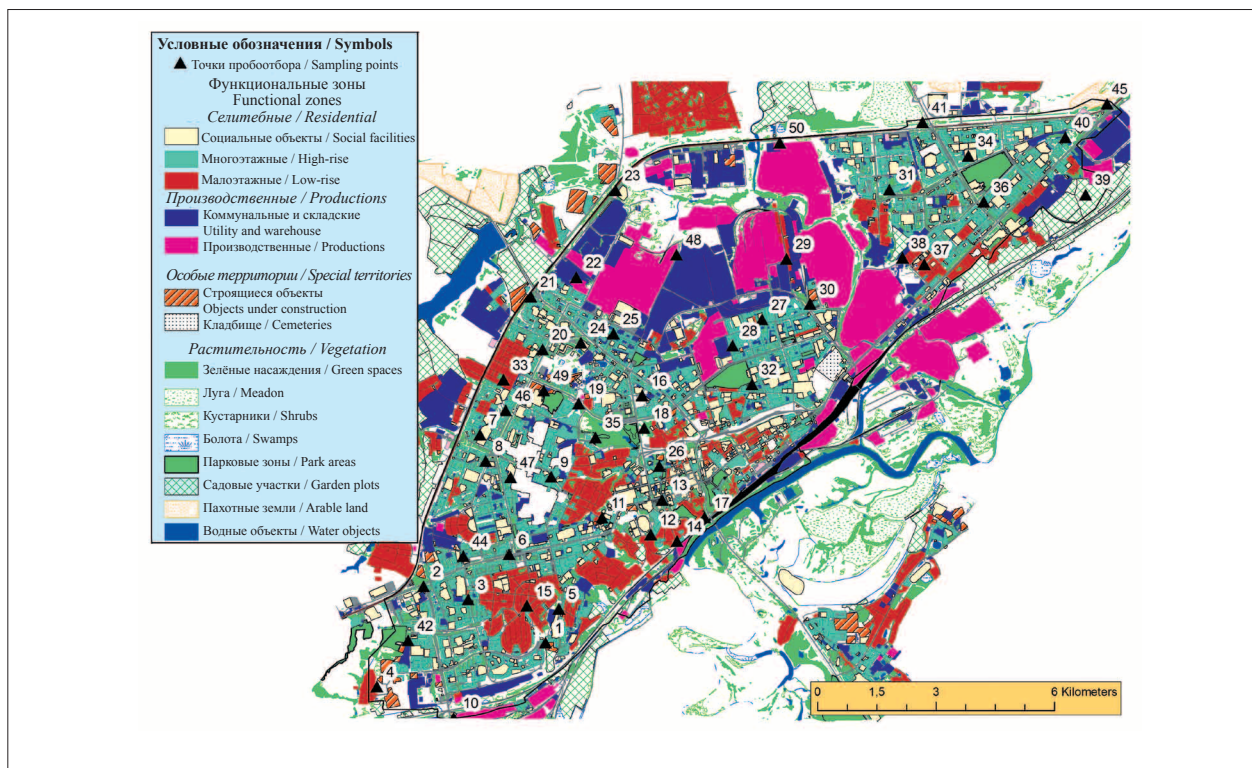 Условные обозначения / Symbols
Точки пробоотбора / Sampling points
Функциональные зоны
Functional zones
Селитебные / Residential
Социальные объекты / Social facilities
Многоэтажные / High-rise
Малоэтажные / Low-rise
Производственные / Productions
Коммунальные и складские
Utility and warehouse
Производственные / Productions
Особые территории / Special territories
Строящиеся объекты
Objects under construction
Кладбище / Cemeteries
Растительность / Vegetation
Зелёные насаждения / Green spaces
Луга / Meadon
Кустарники / Shrubs
Болота / Swamps
Парковые зоны / Park areas
Садовые участки / Garden plots
Пахотные земли / Arable land
Водные объекты / Water objects
45
41
50
40
34
23
31
36
39
48
29
38
37
22
21
30
25
27
24
20
28
33
49
32
46
19
16
7
18
35
8
47
9
26
13
11
17
12
14
6
44
2
3
15
5
42
1
4
10
0 1,5 3 6 Kilometers